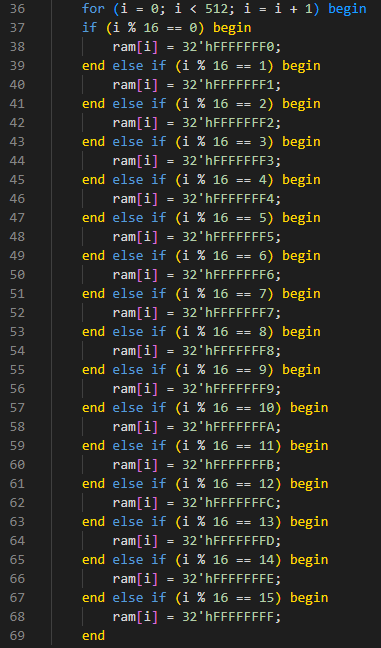 36 for (i = 0; i < 512; i = i + 1) begin
37 if (i % 16 == 0) begin
38 ram[i] = 32'hFFFFFFF0;
39 end else if (i % 16 == 1) begin
40 ram[i] = 32'hFFFFFFF1;
41 end else if (i % 16 == 2) begin
42 ram[i] = 32'hFFFFFFF2;
43 end else if (i % 16 == 3) begin
44 ram[i] = 32'hFFFFFFF3;
45 end else if (i % 16 == 4) begin
46 ram[i] = 32'hFFFFFFF4;
47 end else if (i % 16 == 5) begin
48 ram[i] = 32'hFFFFFFF5;
49 end else if (i % 16 == 6) begin
50 ram[i] = 32'hFFFFFFF6;
51 end else if (i % 16 == 7) begin
52 ram[i] = 32'hFFFFFFF7;
53 end else if (i % 16 == 8) begin
54 ram[i] = 32'hFFFFFFF8;
55 end else if (i % 16 == 9) begin
56 ram[i] = 32'hFFFFFFF9;
57 end else if (i % 16 == 10) begin
58 ram[i] = 32'hFFFFFFFA;
59 end else if (i % 16 == 11) begin
60 ram[i] = 32'hFFFFFFFB;
61 end else if (i % 16 == 12) begin
62 ram[i] = 32'hFFFFFFFC;
63 end else if (i % 16 == 13) begin
64 ram[i] = 32'hFFFFFFFD;
65 end else if (i % 16 == 14) begin
66 ram[i] = 32'hFFFFFFFE;
67 end else if (i % 16 == 15) begin
68 ram[i] = 32'hFFFFFFFF;
69 end